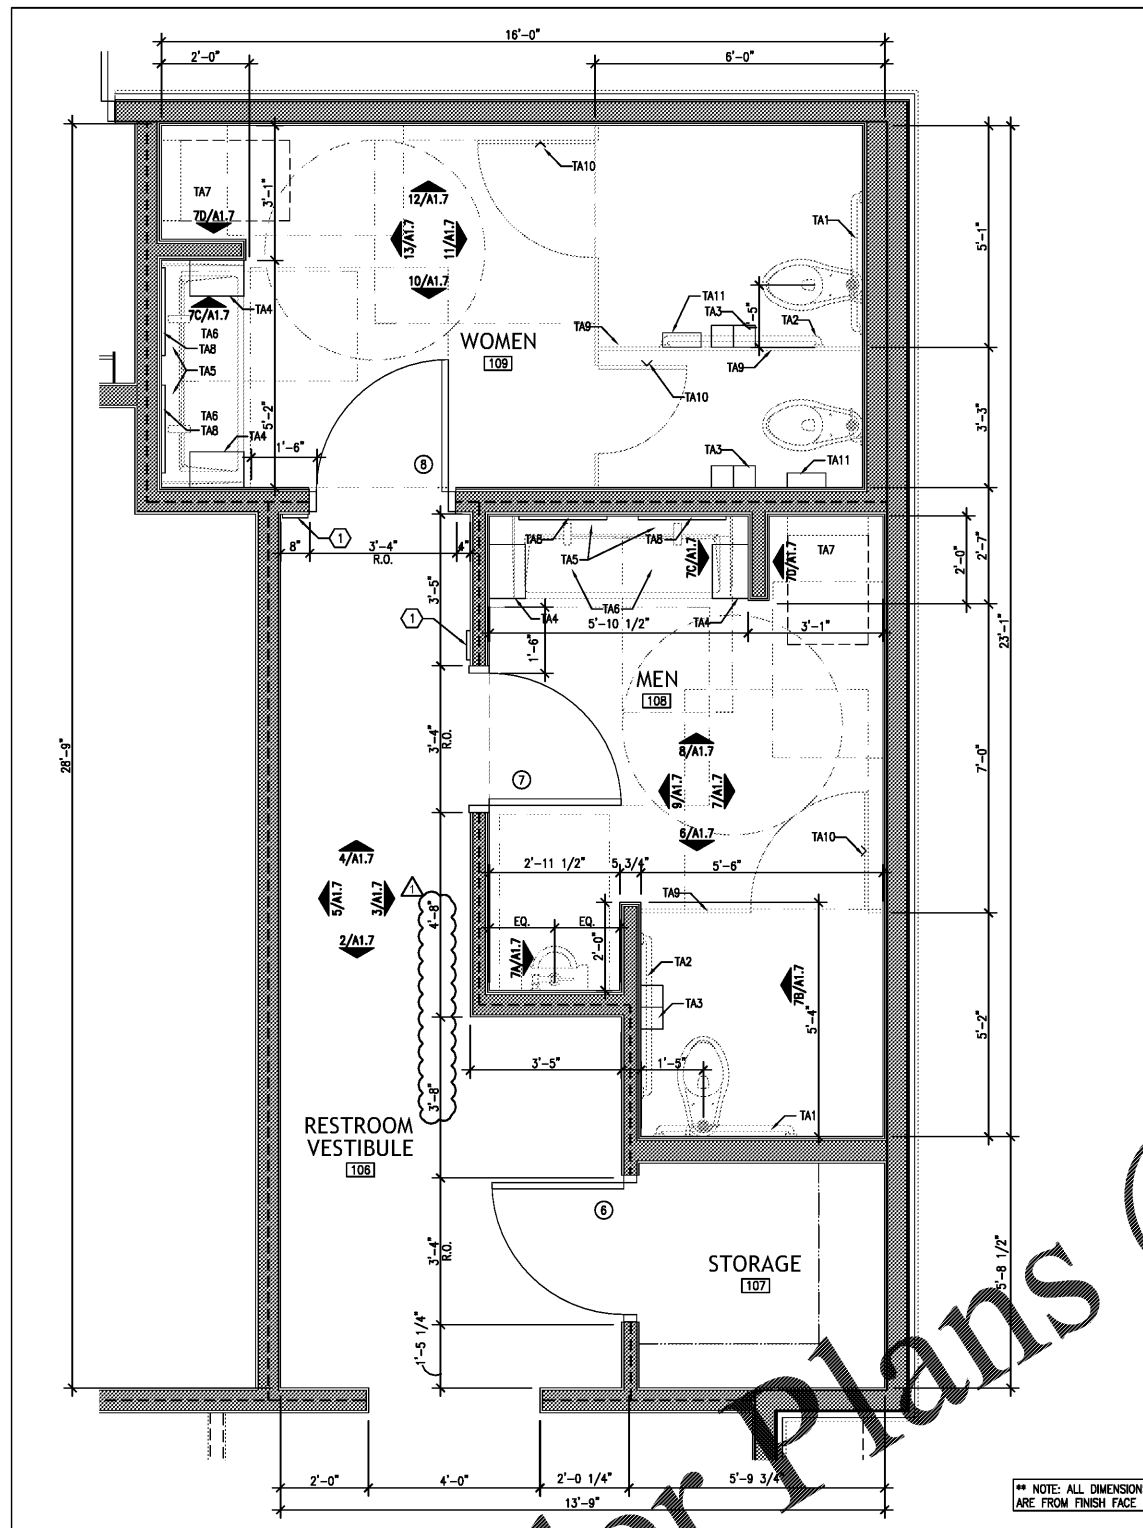 16'-0"
2'-0"
6'-0"
TA10
TA7
7D/A1.7
3'-1"
12/A1.7
13/A1.7
11/A1.7
10/A1.7
TA1
5'-1"
7C/A1.7
TA4
TA11
TA3
TA2
TA6
TA8
TA5
WOMEN
109
TA9
TA9
TA10
5'-2"
TA6
TA8
TA4
1'-6"
3'-3"
TA3
TA11
8
8"
1
3'-4"
R.O.
4"
TA8
TA5
TA8
7C/A1.7
7D/A1.7
TA7
2'-0"
2'-7"
3'-5"
1
TA6
TA4
TA4
5'-10 1/2"
3'-1"
23'-1"
1'-6"
MEN
108
28'-9"
3'-4"
R.O.
7
8/A1.7
9/A1.7
7/A1.7
6/A1.7
7'-0"
TA10
4/A1.7
5/A1.7
3/A1.7
2/A1.7
1
2'-11 1/2"
5 3/4"
5'-6"
TA9
4'-8"
EQ.
EQ.
2'-0"
7A/A1.7
TA2
TA3
7B/A1.7
5'-4"
5'-2"
3'-5"
1'-5"
3'-8"
TA1
RESTROOM
VESTIBULE
106
6
3'-4"
R.O.
STORAGE
107
5'-8 1/2"
1'-5 1/4"
Plans
2'-0"
4'-0"
2'-0 1/4"
5'-9 3/4"
13'-9"
** NOTE: ALL DIMENSION
ARE FROM FINISH FACE